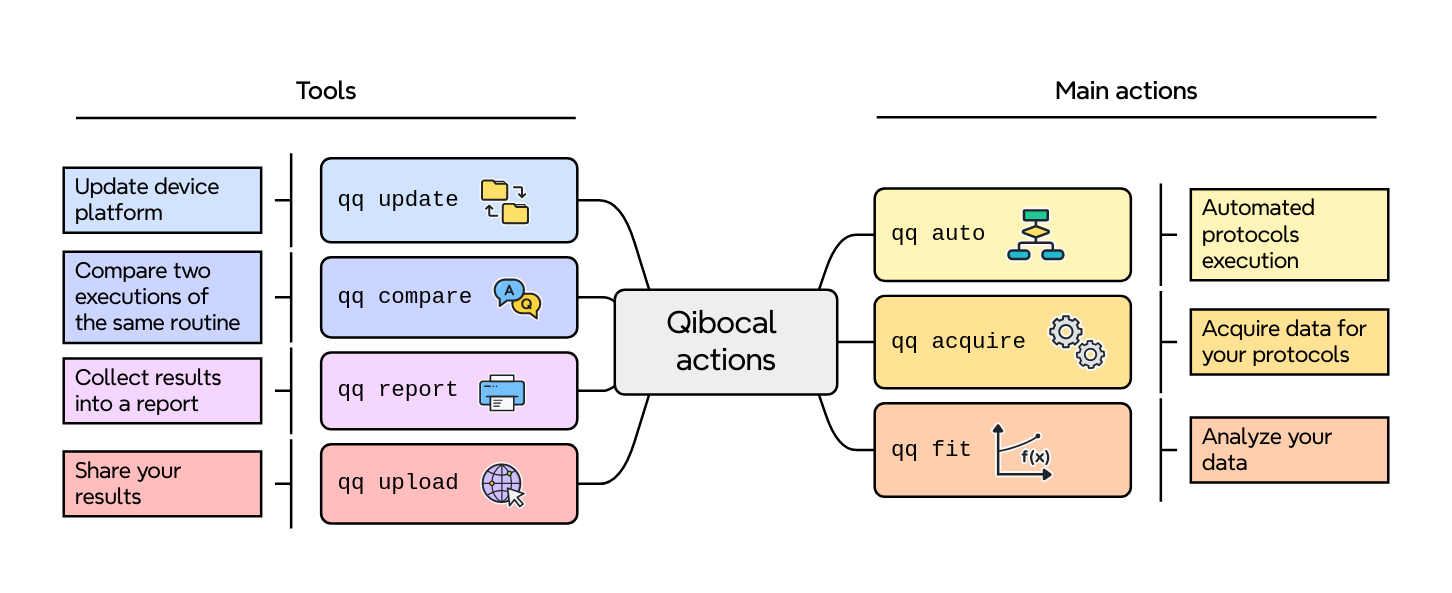 Tools
Update device
platform
qq update
Compare two
executions of
the same routine
qq compare
A
Q
Collect results
into a report
qq report
Share your
results
qq upload
Qibocal
actions
Main actions
qq auto
Automated
protocols
execution
qq acquire
Acquire data for
your protocols
qq fit
f(x)
Analyze your
data